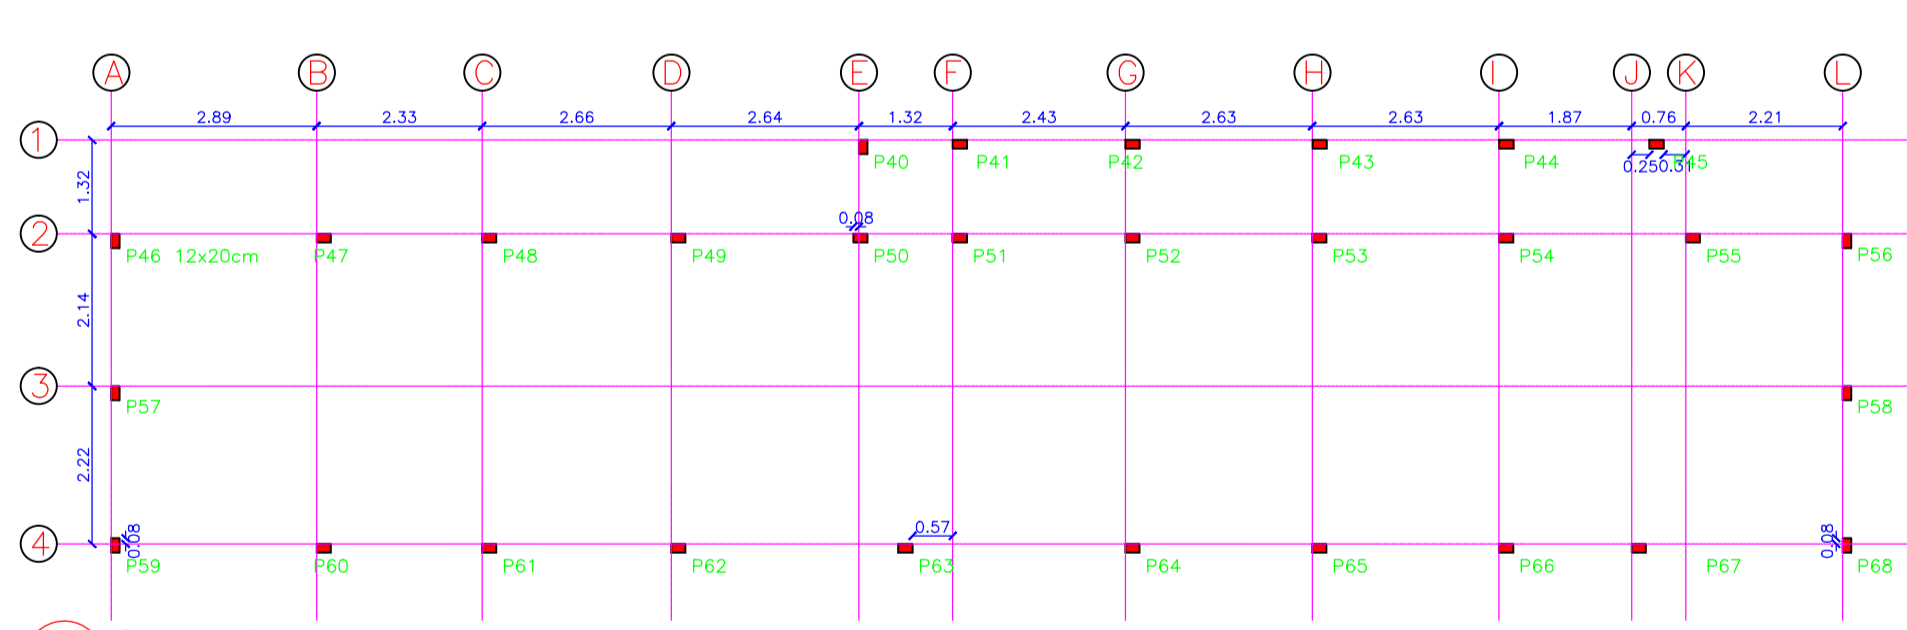 A B C D E F G H I J K L
2.89 2.33 2.66 2.64 1.32 2.43 2.63 2.63 1.87 0.76 2.21
1
P40 P41 P42 P43 P44 P45
0.25 0.31
1.32
0.08
2
P46 12x20cm P47 P48 P49 P50 P51 P52 P53 P54 P55 P56
2.14
3
P57 P58
2.22
0.57
4
0.08 0.08
P59 P60 P61 P62 P63 P64 P65 P66 P67 P68